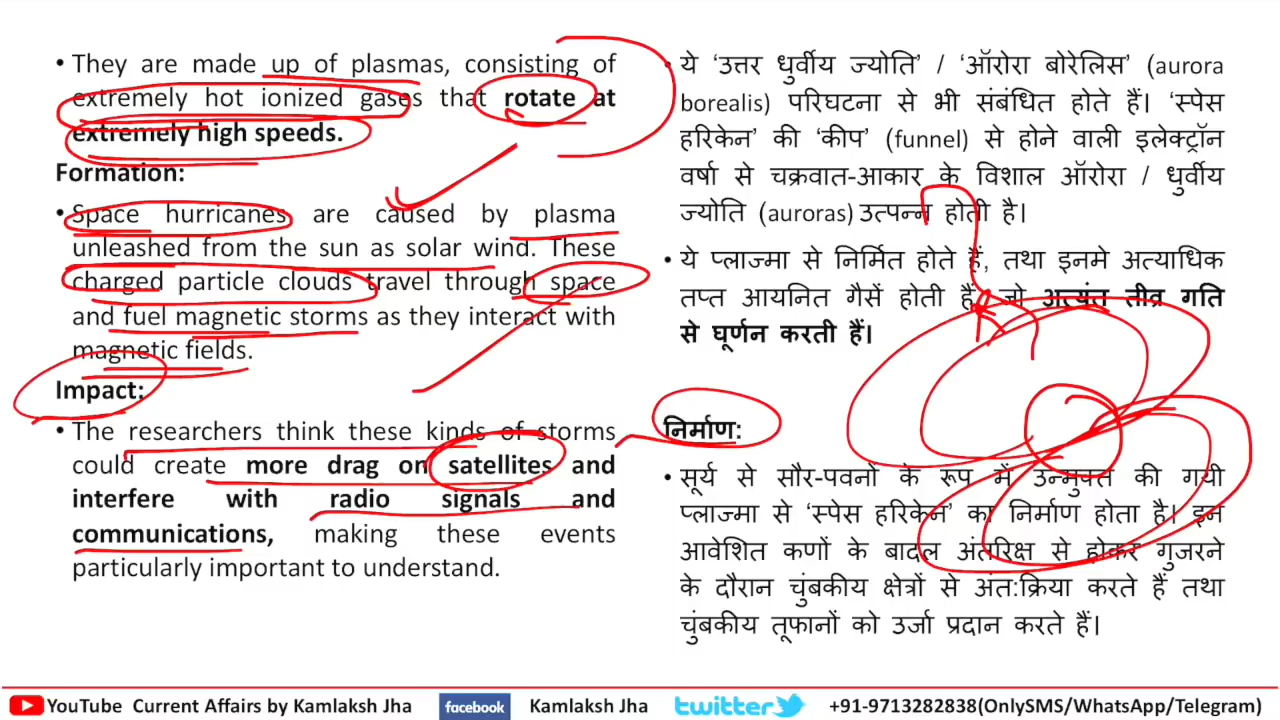 • They are made up of plasmas, consisting of
extremely hot ionized gases that rotate at
extremely high speeds.
Formation:
• Space hurricanes are caused by plasma
unleashed from the sun as solar wind. These
charged particle clouds travel through space
and fuel magnetic storms as they interact with
magnetic fields.
Impact:
• The researchers think these kinds of storms
could create more drag on satellites and
interfere with radio signals and
communications, making these events
particularly important to understand.
• ये ‘उत्तर धुर्वीय ज्योति’ / ‘ऑरोरा बोरेलिस’ (aurora
borealis) परिघटना से भी संबंधित होते हैं। ‘स्पेस
हरिकेन’ की ‘कीप’ (funnel) से होने वाली इलेक्ट्रॉन
वर्षा से चक्रवात-आकार के विशाल ऑरोरा / धुर्वीय
ज्योति (auroras) उत्पन्न होती है।
• ये प्लाज्मा से निर्मित होते हैं, तथा इनमे अत्याधिक
तप्त आयनित गैसें होती हैं, जो अत्यंत तीव्र गति
से घूर्णन करती हैं।
निर्माण:
• सूर्य से सौर-पवनों के रूप में उन्मुक्त की गयी
प्लाज्मा से ‘स्पेस हरिकेन’ का निर्माण होता है। इन
आवेशित कणों के बादल अंतरिक्ष से होकर गुजरने
के दौरान चुंबकीय क्षेत्रों से अंत:क्रिया करते हैं तथा
चुंबकीय तूफानों को उर्जा प्रदान करते हैं।
YouTube Current Affairs by Kamlaksh Jha facebook Kamlaksh Jha twitter +91-9713282838(OnlySMS/WhatsApp/Telegram)